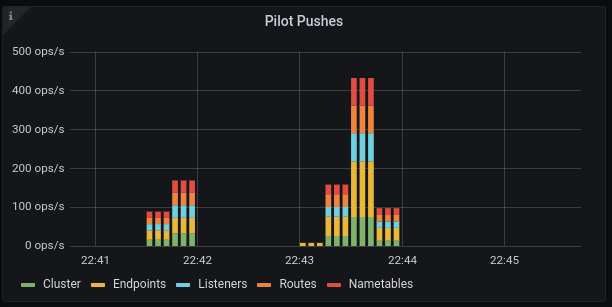 i
Pilot Pushes
500 ops/s
400 ops/s
300 ops/s
200 ops/s
100 ops/s
0 ops/s
22:41 22:42 22:43 22:44 22:45
Cluster Endpoints Listeners Routes Nametables